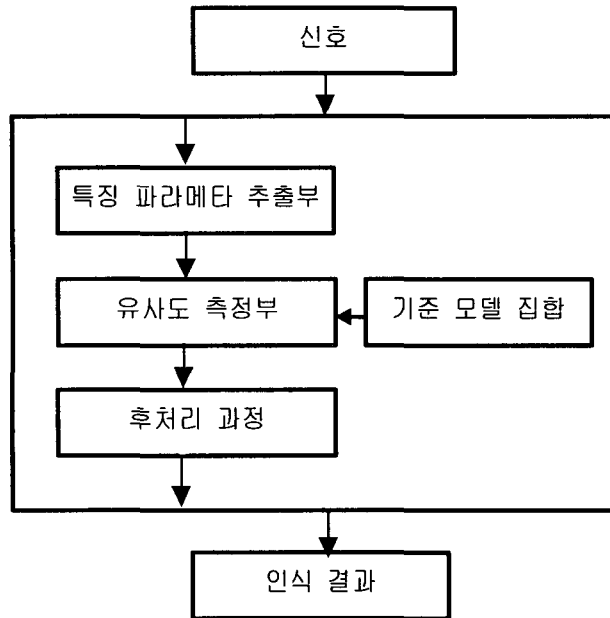 신호
특징 파라메타 추출부
유사도 측정부
기준 모델 집합
후처리 과정
인식 결과